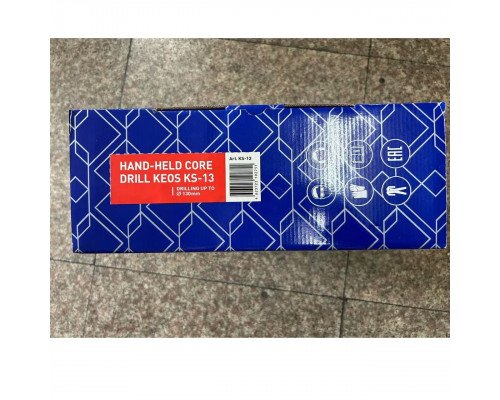 HAND-HELD CORE
DRILL KEOS KS-13
DRILLING UP TO
Ø 130mm
Art. KS-13
EAC